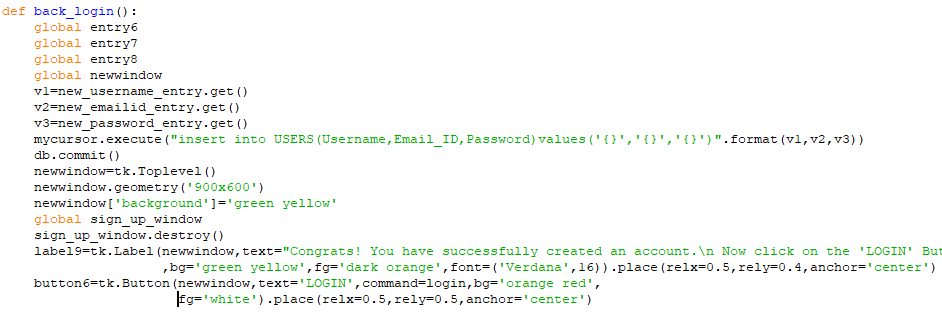 def back_login():
    global entry6
    global entry7
    global entry8
    global newwindow
    v1=new_username_entry.get()
    v2=new_emailid_entry.get()
    v3=new_password_entry.get()
    mycursor.execute("insert into USERS(Username,Email_ID,Password)values('{}','{}','{}')".format(v1,v2,v3))
    db.commit()
    newwindow=tk.Toplevel()
    newwindow.geometry('900x600')
    newwindow['background']='green yellow'
    global sign_up_window
    sign_up_window.destroy()
    label9=tk.Label(newwindow,text="Congrats! You have successfully created an account.\n Now click on the 'LOGIN' But
                    ,bg='green yellow',fg='dark orange',font=('Verdana',16)).place(relx=0.5,rely=0.4,anchor='center')
    button6=tk.Button(newwindow,text='LOGIN',command=login,bg='orange red',
                      fg='white').place(relx=0.5,rely=0.5,anchor='center')